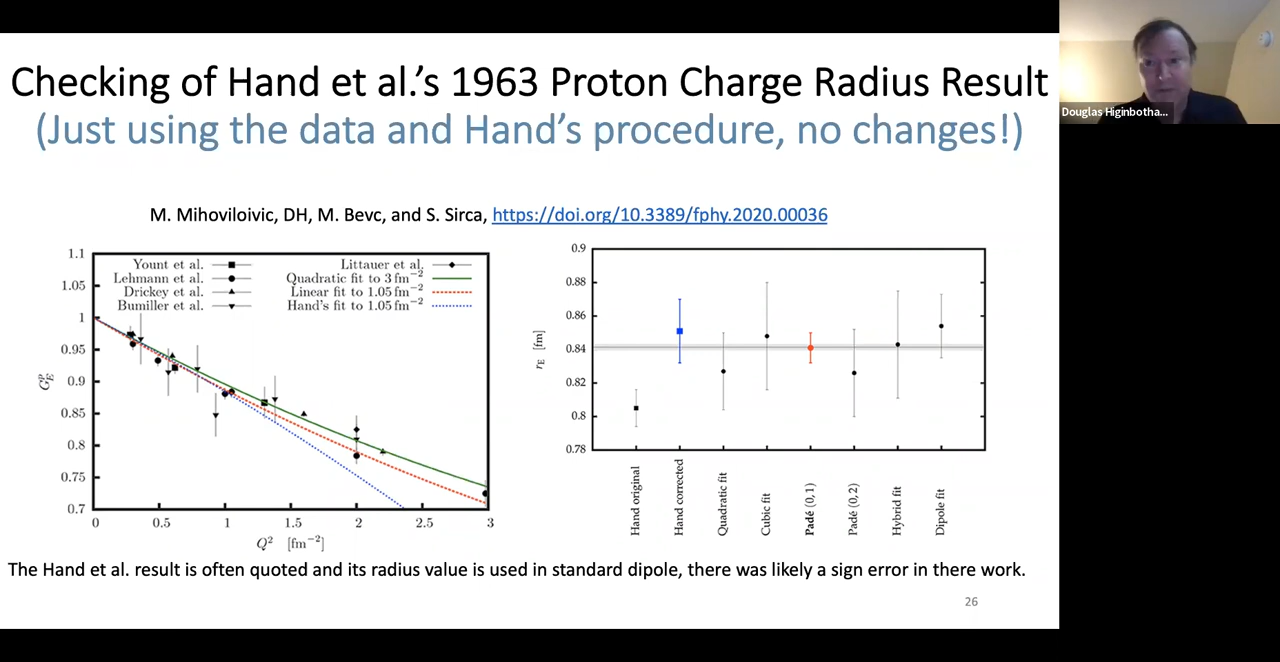 Checking of Hand et al.'s 1963 Proton Charge Radius Result
(Just using the data and Hand's procedure, no changes!)
Douglas Higinbotha...
M. Mihoviloivic, DH, M. Bevc, and S. Sirca, https://doi.org/10.3389/fphy.2020.00036
Yount et al.
Lehmann et al.
Drickey et al.
Bumiller et al.
Littauer et al.
Quadratic fit to 3 fm⁻²
Linear fit to 1.05 fm⁻²
Hand's fit to 1.05 fm⁻²
1.1
1.05
1
0.95
0.9
0.85
0.8
0.75
0.7
G_E^p
0
0.5
1
1.5
2
2.5
3
Q² [fm⁻²]
0.9
0.88
0.86
0.84
0.82
0.8
0.78
r_E [fm]
Hand original
Hand corrected
Quadratic fit
Cubic fit
Padé (0,1)
Padé (0,2)
Hybrid fit
Dipole fit
The Hand et al. result is often quoted and its radius value is used in standard dipole, there was likely a sign error in there work.
26